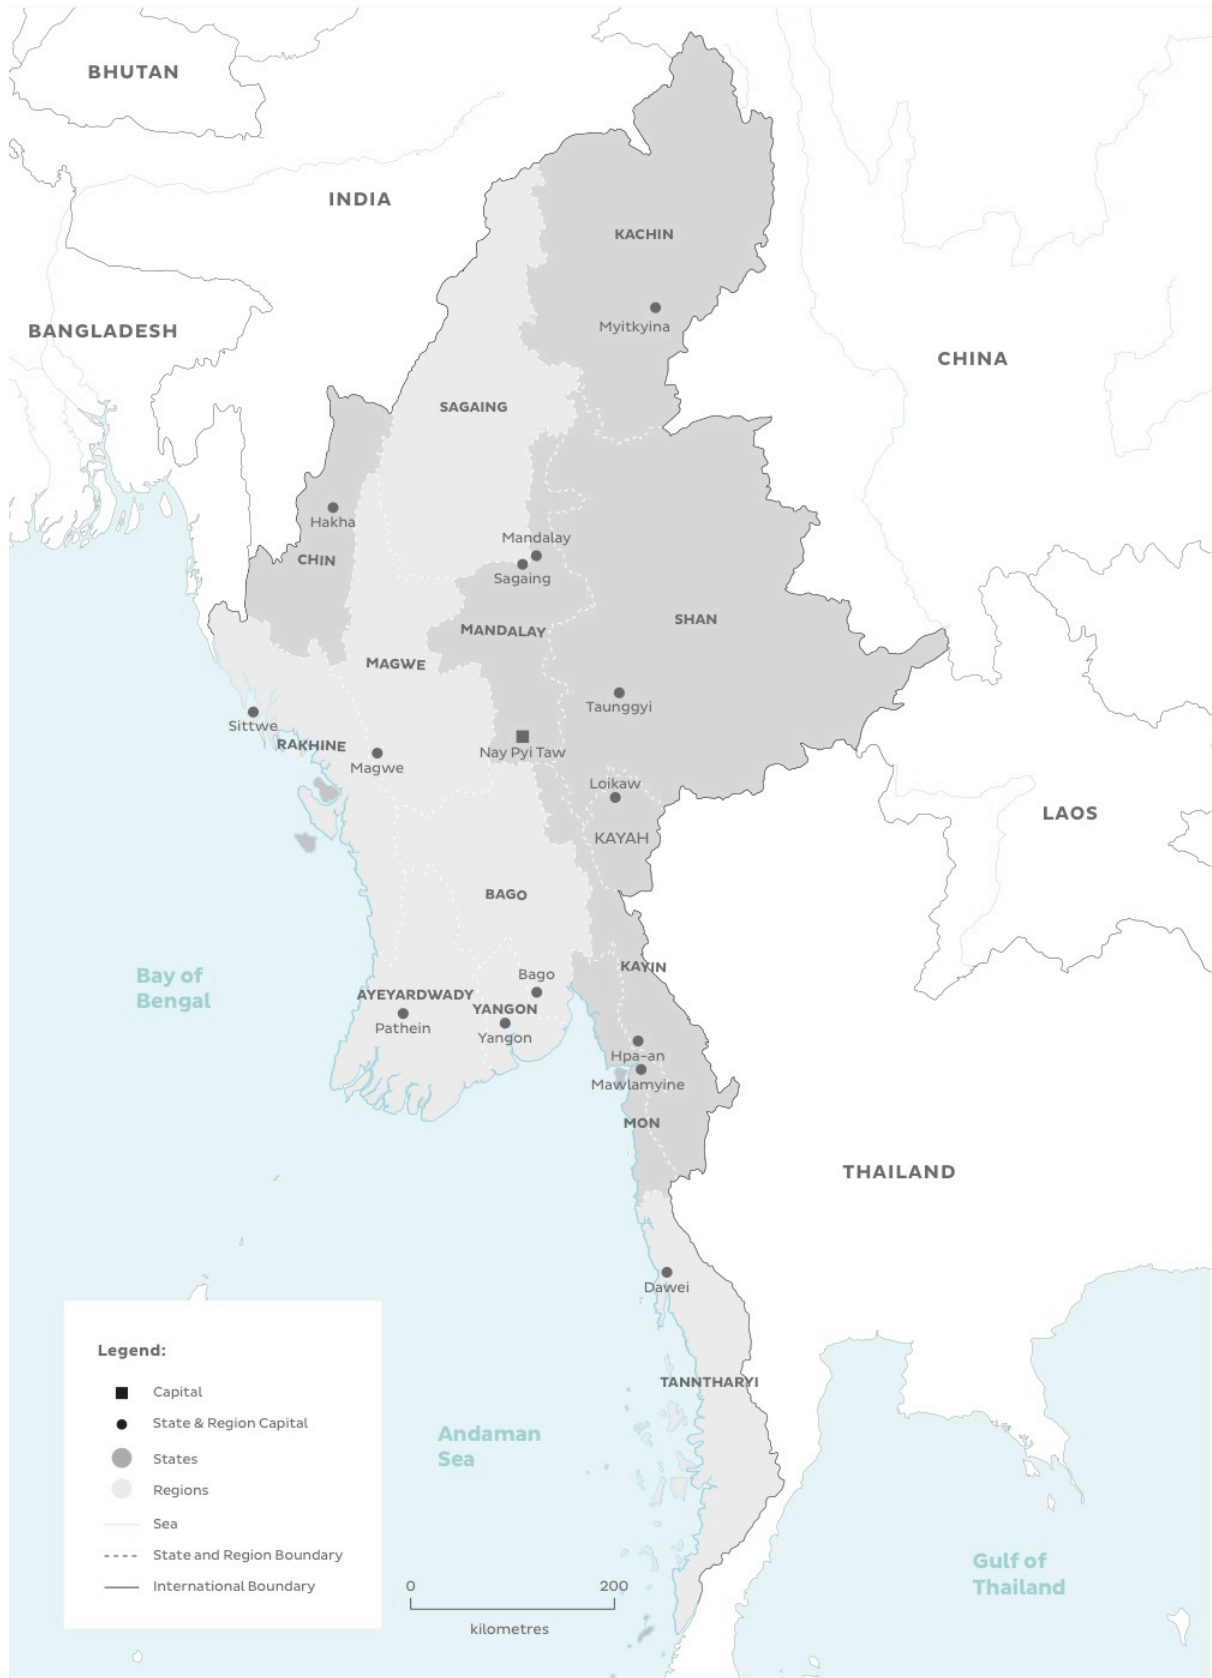 BHUTAN
INDIA
KACHIN
Myitkyina
BANGLADESH
CHINA
SAGAING
Hakha
CHIN
Mandalay
Sagaing
MANDALAY
SHAN
MAGWE
Taunggyi
Sittwe
RAKHINE
Magwe
Nay Pyi Taw
Loikaw
KAYAH
LAOS
BAGO
Bay of
Bengal
KAYIN
Bago
AYEYARDWADY
YANGON
Pathein
Yangon
Hpa-an
Mawlamyine
MON
THAILAND
Dawei
TANNTHARYI
Andaman
Sea
Gulf of
Thailand
Legend:
Capital
State & Region Capital
States
Regions
Sea
State and Region Boundary
International Boundary
0 200
kilometres